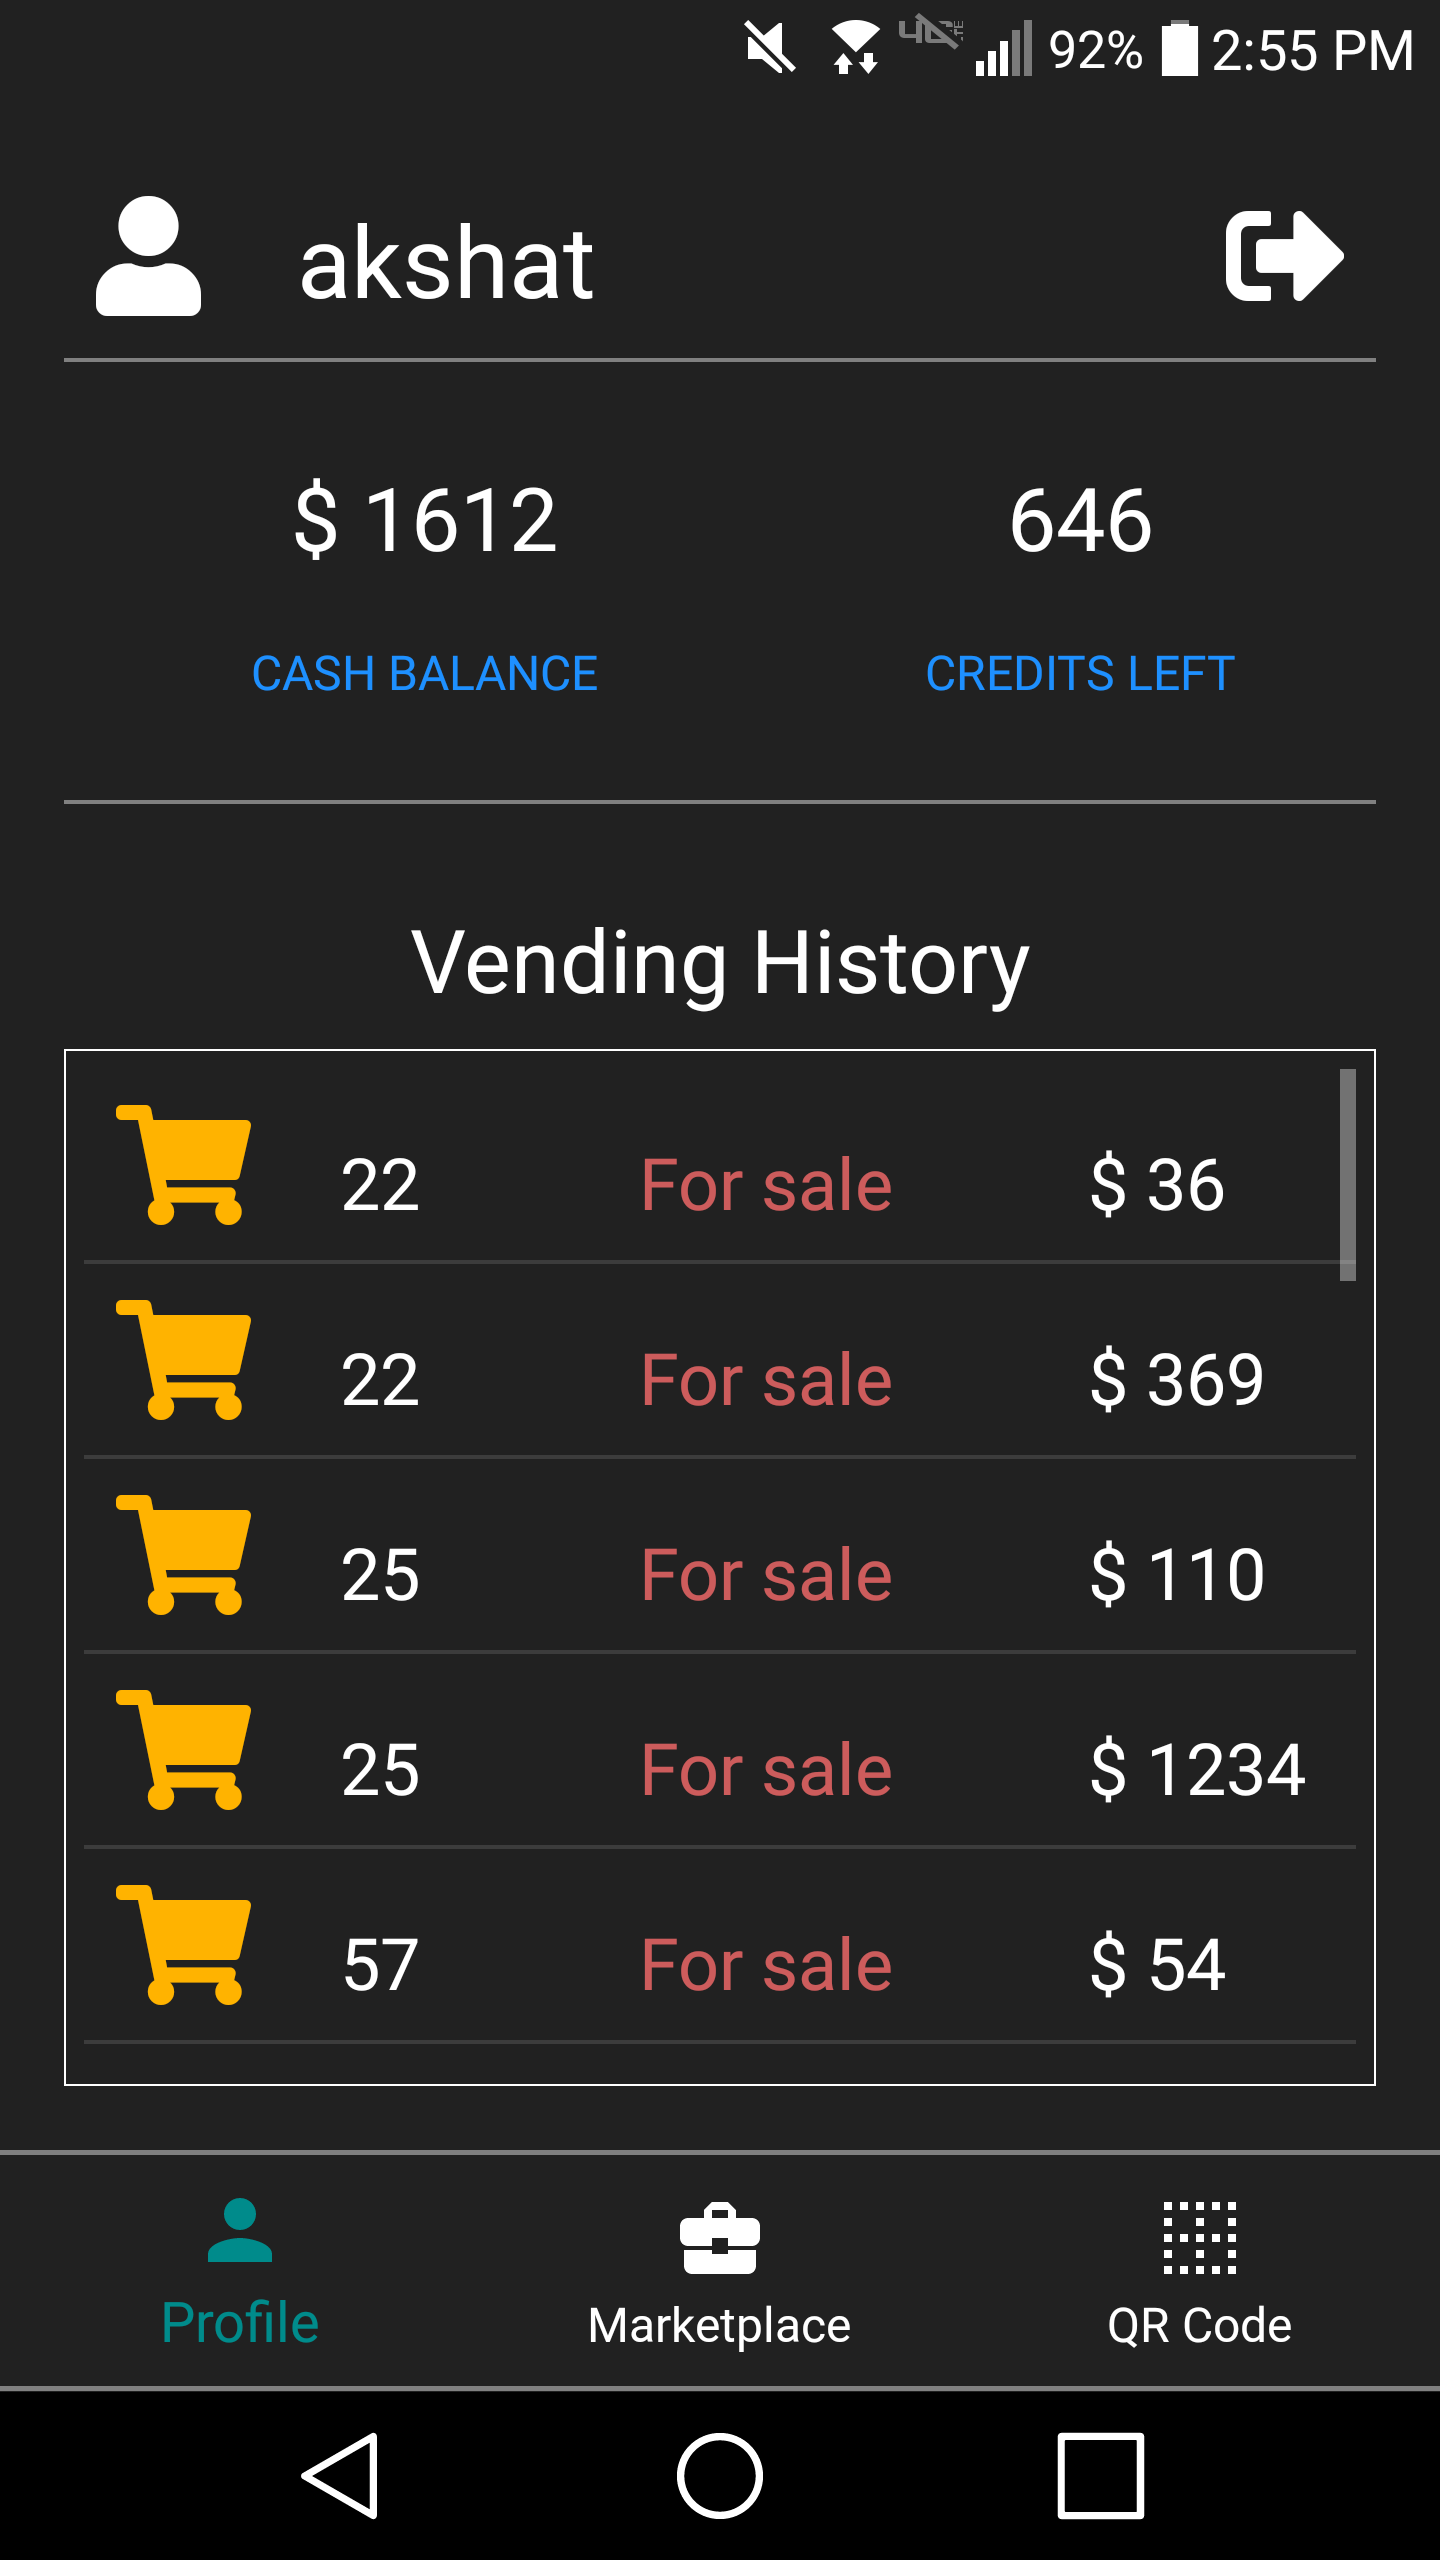 92% 2:55 PM
akshat
$ 1612 646
CASH BALANCE CREDITS LEFT
Vending History
22 For sale $ 36
22 For sale $ 369
25 For sale $ 110
25 For sale $ 1234
57 For sale $ 54
Profile Marketplace QR Code